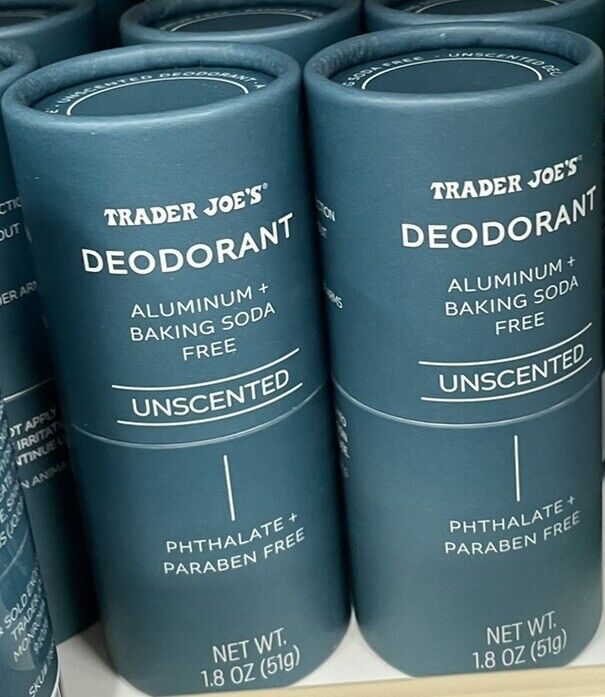 UNSCENTED DEODORANT
TRADER JOE'S®
DEODORANT
ALUMINUM +
BAKING SODA
FREE
UNSCENTED
PHTHALATE +
PARABEN FREE
NET WT.
1.8 OZ (51g)
SODA FREE · UNSCENTED
TRADER JOE'S®
DEODORANT
ALUMINUM +
BAKING SODA
FREE
UNSCENTED
PHTHALATE +
PARABEN FREE
NET WT.
1.8 OZ (51g)